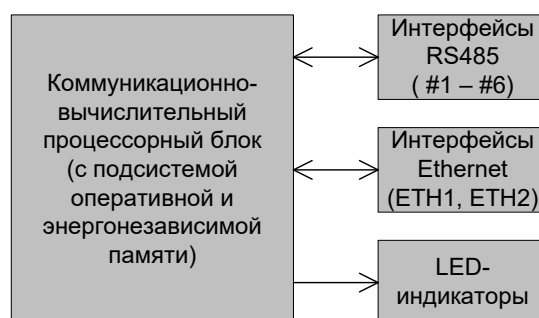 Коммуникационно-
вычислительный
процессорный блок
(с подсистемой
оперативной и
энергонезависимой
памяти)
Интерфейсы
RS485
( #1 – #6)
Интерфейсы
Ethernet
(ETH1, ETH2)
LED-
индикаторы